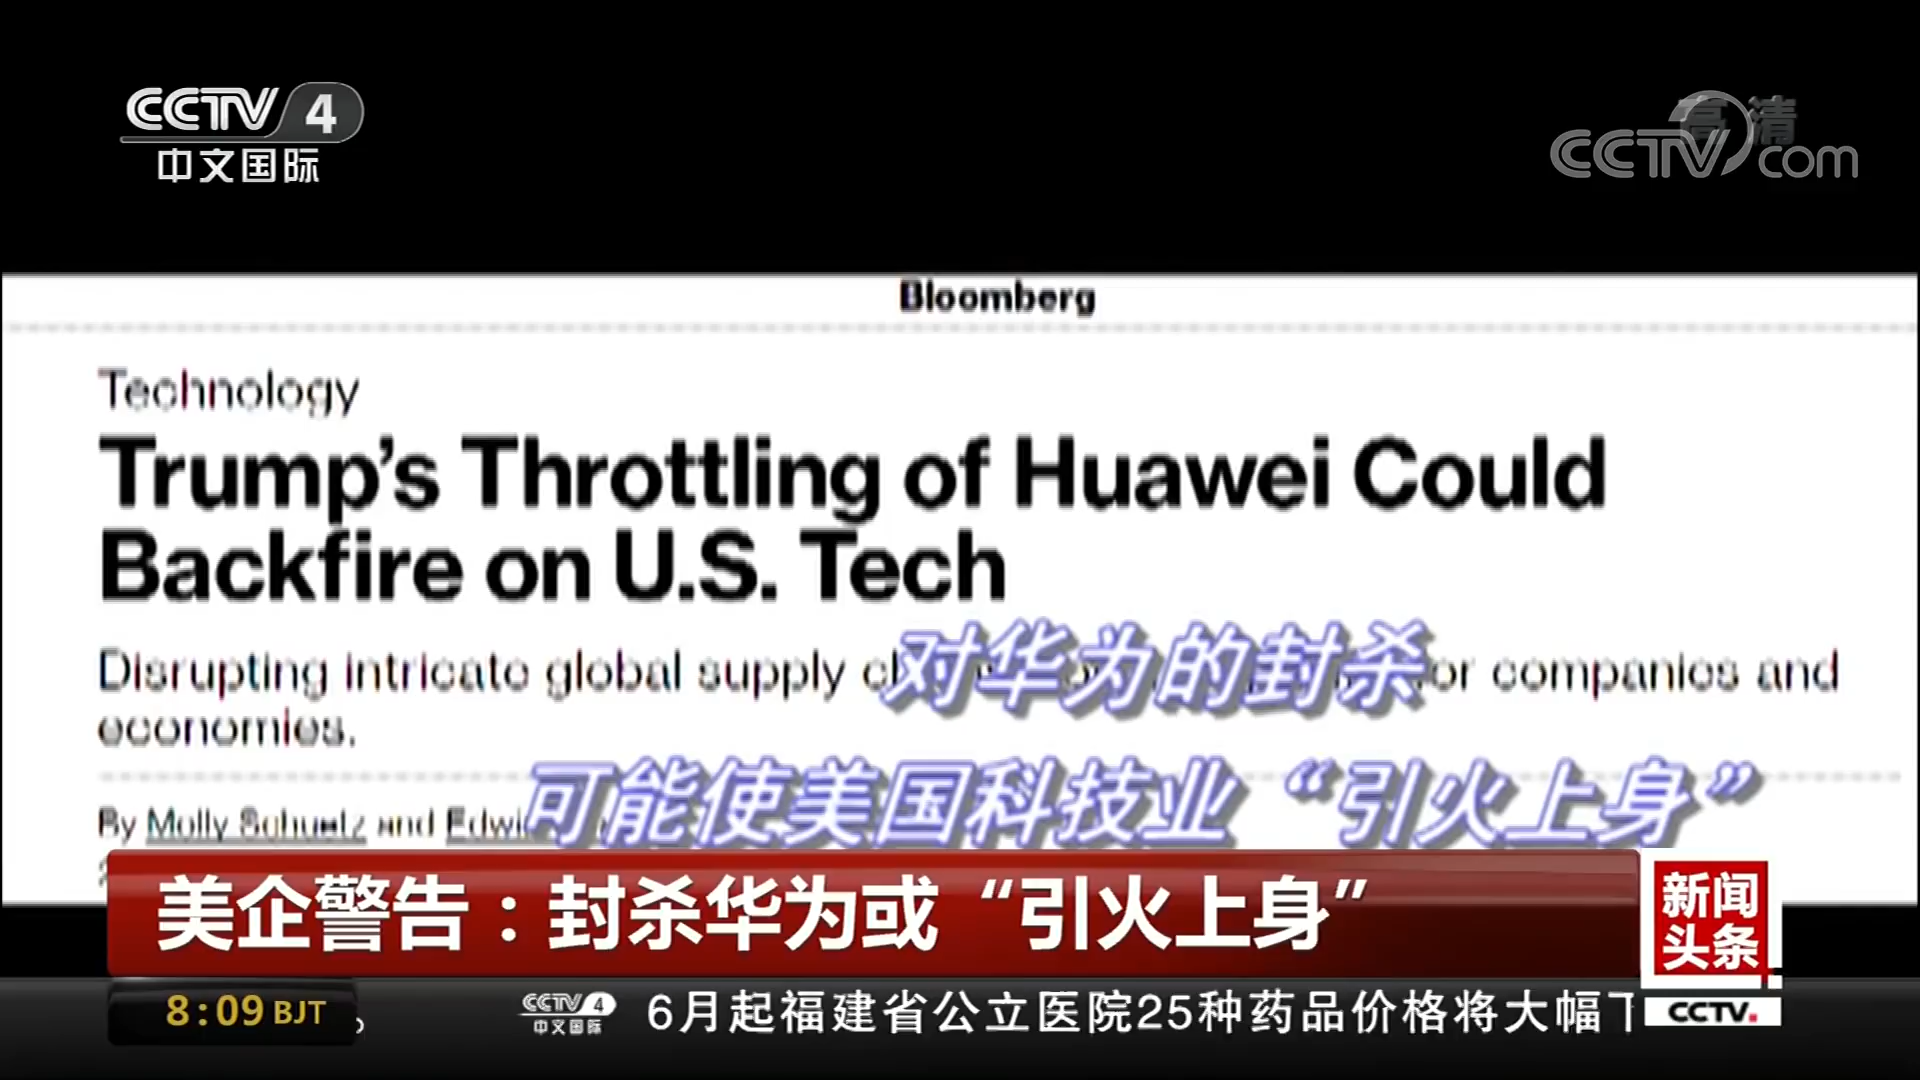 CCTV 4
中文国际
高清
CCTV com
Bloomberg
Technology
Trump's Throttling of Huawei Could
Backfire on U.S. Tech
Disrupting intricate global supply for companies and
economies.
对华为的封杀
可能使美国科技业“引火上身”
By Molly Schuetz and
美企警告：封杀华为或“引火上身”
新闻
头条
CCTV.
8:09 BJT
CCTV 4
中文国际
6月起福建省公立医院25种药品价格将大幅